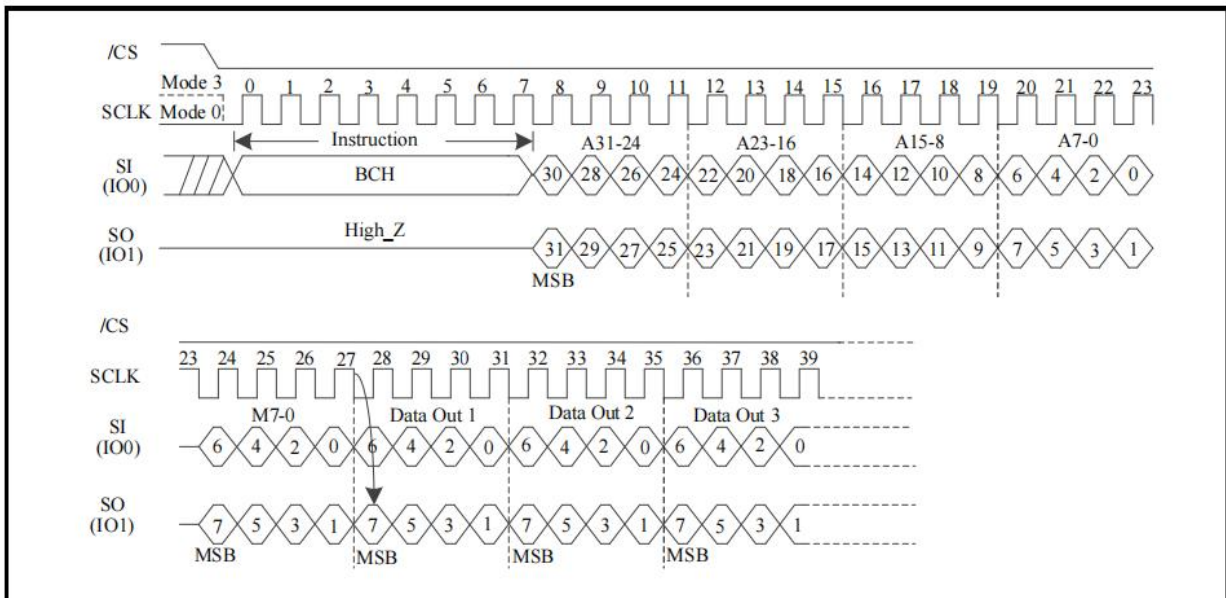 /CS
Mode 3 0 1 2 3 4 5 6 7 8 9 10 11 12 13 14 15 16 17 18 19 20 21 22 23
SCLK Mode 0
Instruction A31-24 A23-16 A15-8 A7-0
SI
(IO0) BCH 30 28 26 24 22 20 18 16 14 12 10 8 6 4 2 0
High_Z
SO
(IO1) 31 29 27 25 23 21 19 17 15 13 11 9 7 5 3 1
MSB
/CS
23 24 25 26 27 28 29 30 31 32 33 34 35 36 37 38 39
SCLK
M7-0 Data Out 1 Data Out 2 Data Out 3
SI
(IO0) 6 4 2 0 6 4 2 0 6 4 2 0 6 4 2 0
SO
(IO1) 7 5 3 1 7 5 3 1 7 5 3 1 7 5 3 1
MSB MSB MSB MSB